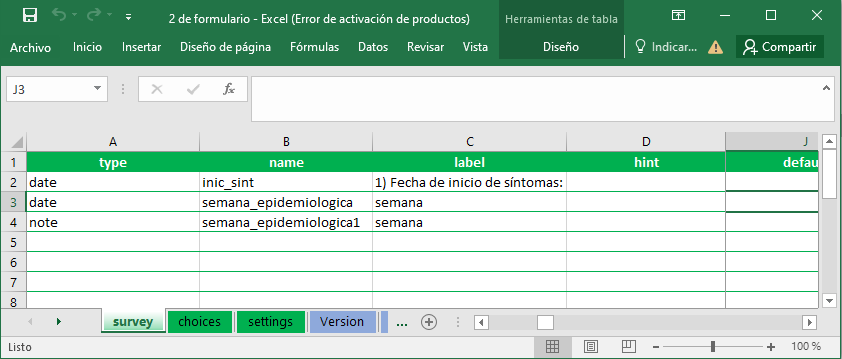 2 de formulario - Excel (Error de activación de productos)
Herramientas de tabla
Archivo Inicio Insertar Diseño de página Fórmulas Datos Revisar Vista Diseño Indicar... Compartir
J3 fx
A B C D J
1 type name label hint defau
2 date inic_sint 1) Fecha de inicio de síntomas:
3 date semana_epidemiologica semana
4 note semana_epidemiologica1 semana
5
6
7
8
survey choices settings Version ...
Listo 100 %